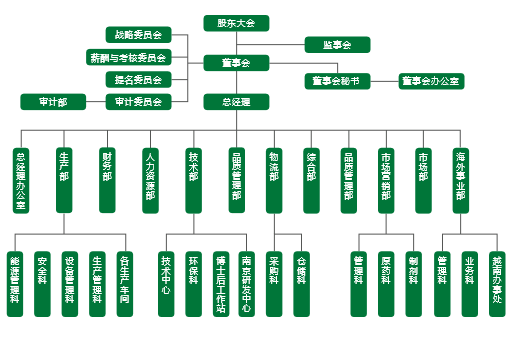 股东大会
战略委员会
监事会
薪酬与考核委员会
董事会
提名委员会
董事会秘书
董事会办公室
审计部
审计委员会
总经理
总经理办公室
生产部
财务部
人力资源部
技术部
品质管理部
物流部
综合部
品质管理部
市场营销部
市场部
海外事业部
能源管理科
安全科
设备管理科
生产管理科
各生产车间
技术中心
环保科
博士后工作站
南京研发中心
采购科
仓储科
管理科
原药科
制剂科
管理科
业务科
越南办事处